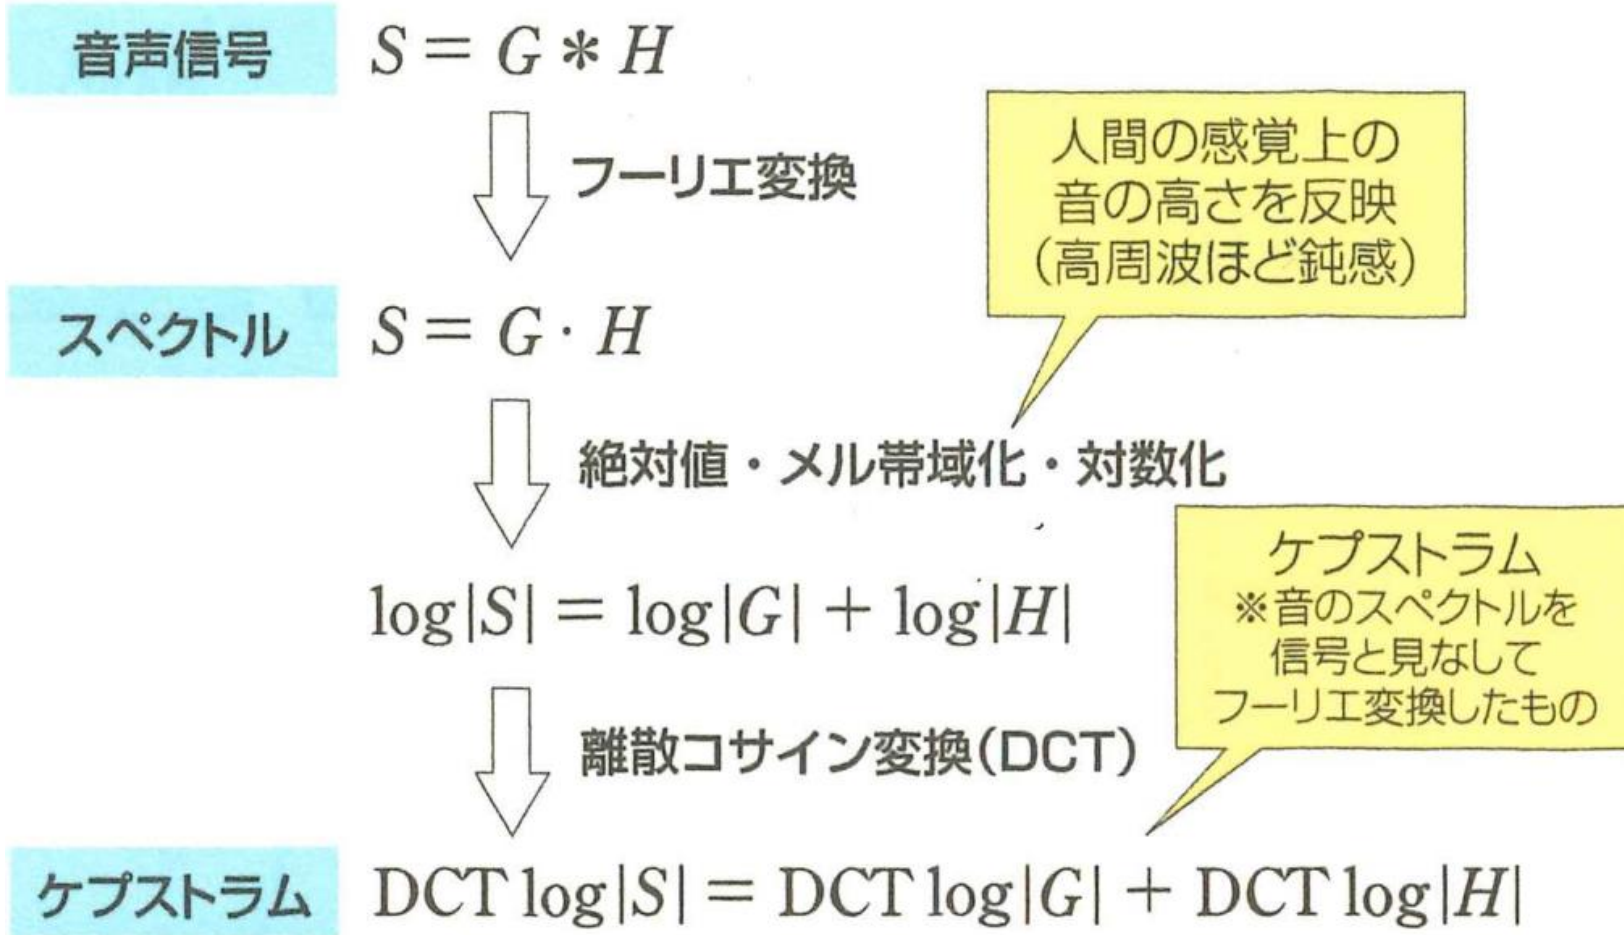 音声信号 S = G * H
フーリエ変換
人間の感覚上の
音の高さを反映
(高周波ほど鈍感)
スペクトル S = G · H
絶対値・メル帯域化・対数化
log|S| = log|G| + log|H|
ケプストラム
※音のスペクトルを
信号と見なして
フーリエ変換したもの
離散コサイン変換(DCT)
ケプストラム DCT log|S| = DCT log|G| + DCT log|H|